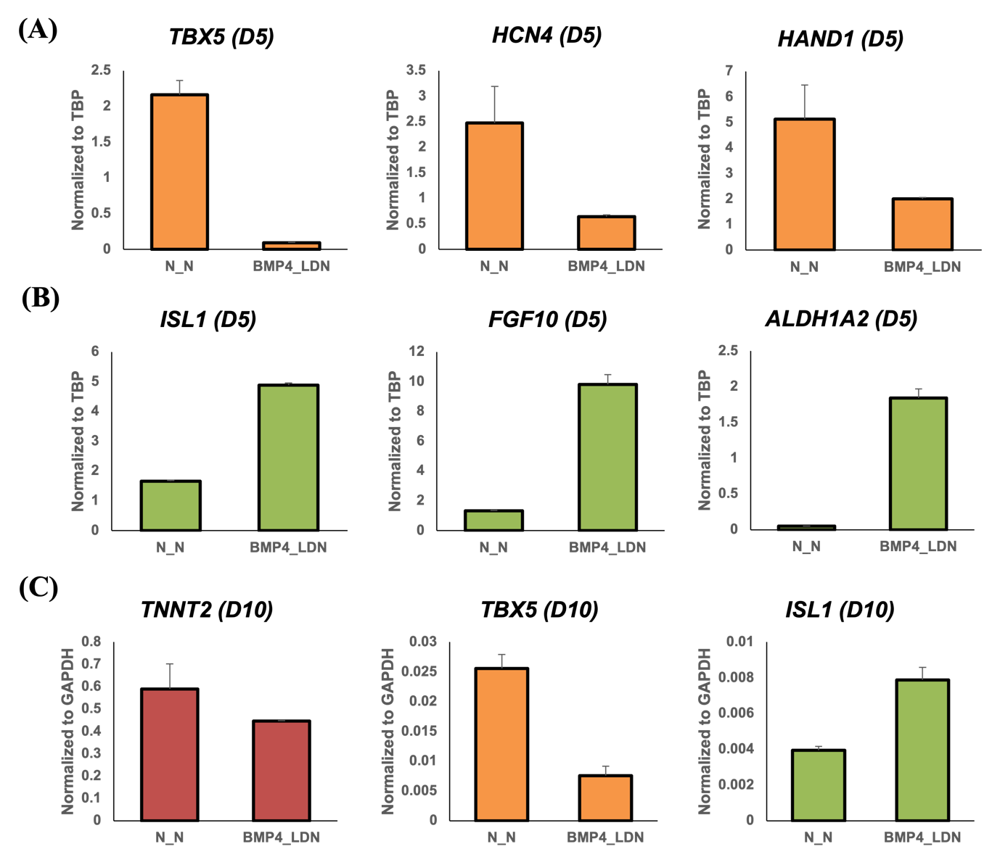 (A)
TBX5 (D5)
HCN4 (D5)
HAND1 (D5)
Normalized to TBP
2.5
2
1.5
1
0.5
0
N_N
BMP4_LDN
Normalized to TBP
3.5
3
2.5
2
1.5
1
0.5
0
N_N
BMP4_LDN
Normalized to TBP
7
6
5
4
3
2
1
0
N_N
BMP4_LDN
(B)
ISL1 (D5)
FGF10 (D5)
ALDH1A2 (D5)
Normalized to TBP
6
5
4
3
2
1
0
N_N
BMP4_LDN
Normalized to TBP
12
10
8
6
4
2
0
N_N
BMP4_LDN
Normalized to TBP
2.5
2
1.5
1
0.5
0
N_N
BMP4_LDN
(C)
TNNT2 (D10)
TBX5 (D10)
ISL1 (D10)
Normalized to GAPDH
0.8
0.7
0.6
0.5
0.4
0.3
0.2
0.1
0
N_N
BMP4_LDN
Normalized to GAPDH
0.03
0.025
0.02
0.015
0.01
0.005
0
N_N
BMP4_LDN
Normalized to GAPDH
0.01
0.008
0.006
0.004
0.002
0
N_N
BMP4_LDN